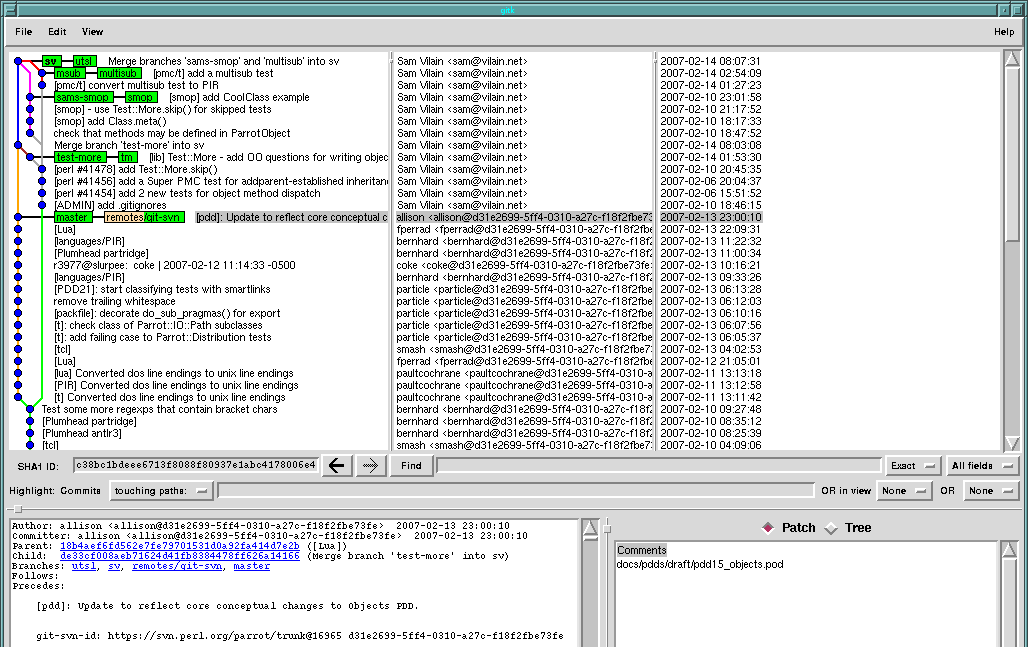 gitk
File Edit View Help
sv utsl Merge branches 'sams-smop' and 'multisub' into sv Sam Vilain <sam@vilain.net> 2007-02-14 08:07:31
msub multisub [pmc/t] add a multisub test Sam Vilain <sam@vilain.net> 2007-02-14 02:54:09
[pmc/t] convert multisub test to PIR Sam Vilain <sam@vilain.net> 2007-02-14 01:27:23
sams-smop smop [smop] add CoolClass example Sam Vilain <sam@vilain.net> 2007-02-10 23:01:58
[smop] - use Test::More.skip() for skipped tests Sam Vilain <sam@vilain.net> 2007-02-10 21:17:52
[smop] add Class.meta() Sam Vilain <sam@vilain.net> 2007-02-10 18:17:33
check that methods may be defined in ParrotObject Sam Vilain <sam@vilain.net> 2007-02-10 18:47:52
Merge branch 'test-more' into sv Sam Vilain <sam@vilain.net> 2007-02-14 08:03:08
test-more tm [lib] Test::More - add OO questions for writing objec Sam Vilain <sam@vilain.net> 2007-02-14 01:53:30
[perl #41478] add Test::More.skip() Sam Vilain <sam@vilain.net> 2007-02-10 20:45:35
[perl #41456] add a Super PMC test for addparent-established inheritan Sam Vilain <sam@vilain.net> 2007-02-06 20:04:37
[perl #41454] add 2 new tests for object method dispatch Sam Vilain <sam@vilain.net> 2007-02-06 15:51:52
[ADMIN] add .gitignores Sam Vilain <sam@vilain.net> 2007-02-10 18:46:15
master remotes/git-svn [pdd]: Update to reflect core conceptual c allison <allison@d31e2699-5ff4-0310-a27c-f18f2fbe73 2007-02-13 23:00:10
[Lua] fperrad <fperrad@d31e2699-5ff4-0310-a27c-f18f2fbe7 2007-02-13 22:09:31
[languages/PIR] bernhard <bernhard@d31e2699-5ff4-0310-a27c-f18f2f 2007-02-13 11:22:32
[Plumhead partridge] bernhard <bernhard@d31e2699-5ff4-0310-a27c-f18f2f 2007-02-13 11:00:34
r3977@slurpee: coke | 2007-02-12 11:14:33 -0500 coke <coke@d31e2699-5ff4-0310-a27c-f18f2fbe73fe> 2007-02-13 10:16:21
[languages/PIR] bernhard <bernhard@d31e2699-5ff4-0310-a27c-f18f2f 2007-02-13 09:33:26
[PDD21]: start classifying tests with smartlinks particle <particle@d31e2699-5ff4-0310-a27c-f18f2fbe7 2007-02-13 06:13:28
remove trailing whitespace particle <particle@d31e2699-5ff4-0310-a27c-f18f2fbe7 2007-02-13 06:12:03
[packfile]: decorate do_sub_pragmas() for export particle <particle@d31e2699-5ff4-0310-a27c-f18f2fbe7 2007-02-13 06:10:16
[t]: check class of Parrot::IO::Path subclasses particle <particle@d31e2699-5ff4-0310-a27c-f18f2fbe7 2007-02-13 06:07:56
[t]: add failing case to Parrot::Distribution tests particle <particle@d31e2699-5ff4-0310-a27c-f18f2fbe7 2007-02-13 06:05:37
[tcl] smash <smash@d31e2699-5ff4-0310-a27c-f18f2fbe7 2007-02-13 04:02:53
[Lua] fperrad <fperrad@d31e2699-5ff4-0310-a27c-f18f2fbe7 2007-02-12 21:05:01
[lua] Converted dos line endings to unix line endings paultcochrane <paultcochrane@d31e2699-5ff4-0310-a 2007-02-11 13:13:18
[PIR] Converted dos line endings to unix line endings paultcochrane <paultcochrane@d31e2699-5ff4-0310-a 2007-02-11 13:12:58
[t] Converted dos line endings to unix line endings paultcochrane <paultcochrane@d31e2699-5ff4-0310-a 2007-02-11 13:11:42
Test some more regexps that contain bracket chars bernhard <bernhard@d31e2699-5ff4-0310-a27c-f18f2f 2007-02-10 09:27:48
[Plumhead partridge] bernhard <bernhard@d31e2699-5ff4-0310-a27c-f18f2f 2007-02-10 08:35:12
[Plumhead antlr3] bernhard <bernhard@d31e2699-5ff4-0310-a27c-f18f2f 2007-02-10 08:29:39
[tcl] smash <smash@d31e2699-5ff4-0310-a27c-f18f2fbe7 2007-02-10 04:09:06
SHA1 ID: c38bc1bdeee6713f8088f80937e1abc4178006e4 Find Exact All fields
Highlight: Commits touching paths: OR in view None OR None
Author: allison <allison@d31e2699-5ff4-0310-a27c-f18f2fbe73fe> 2007-02-13 23:00:10
Committer: allison <allison@d31e2699-5ff4-0310-a27c-f18f2fbe73fe> 2007-02-13 23:00:10
Parent: 18b4aef6fd562e7fe79701531d0a92fa414d7e2b ([Lua])
Child: de33cf008aeb71624d41fb8384478ff626a14166 (Merge branch 'test-more' into sv)
Branches: utsl, sv, remotes/git-svn, master
Follows:
Precedes:
[pdd]: Update to reflect core conceptual changes to Objects PDD.
git-svn-id: https://svn.perl.org/parrot/trunk@16965 d31e2699-5ff4-0310-a27c-f18f2fbe73fe
Patch Tree
Comments
docs/pdds/draft/pdd15_objects.pod